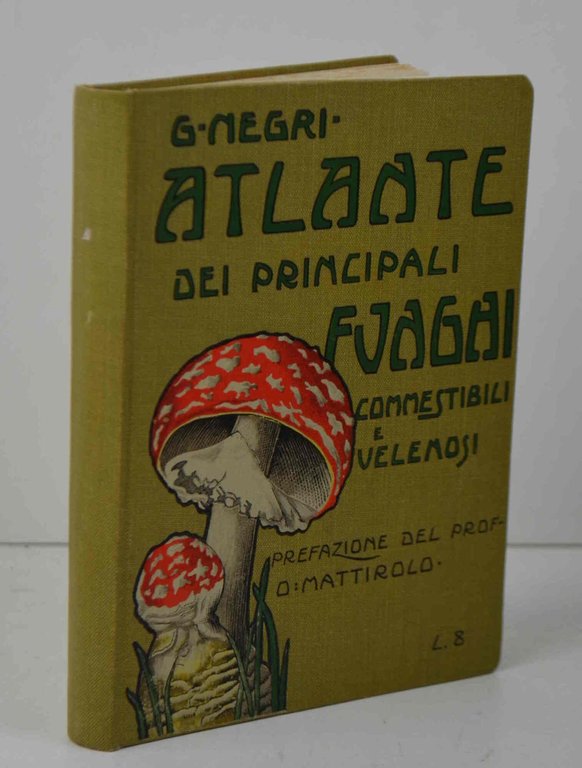 G·NEGRI·
ATLANTE
DEI PRINCIPALI
FUNGHI
COMMESTIBILI
E
VELENOSI
PREFAZIONE DEL PROF-
O: MATTIROLO·
L. 8